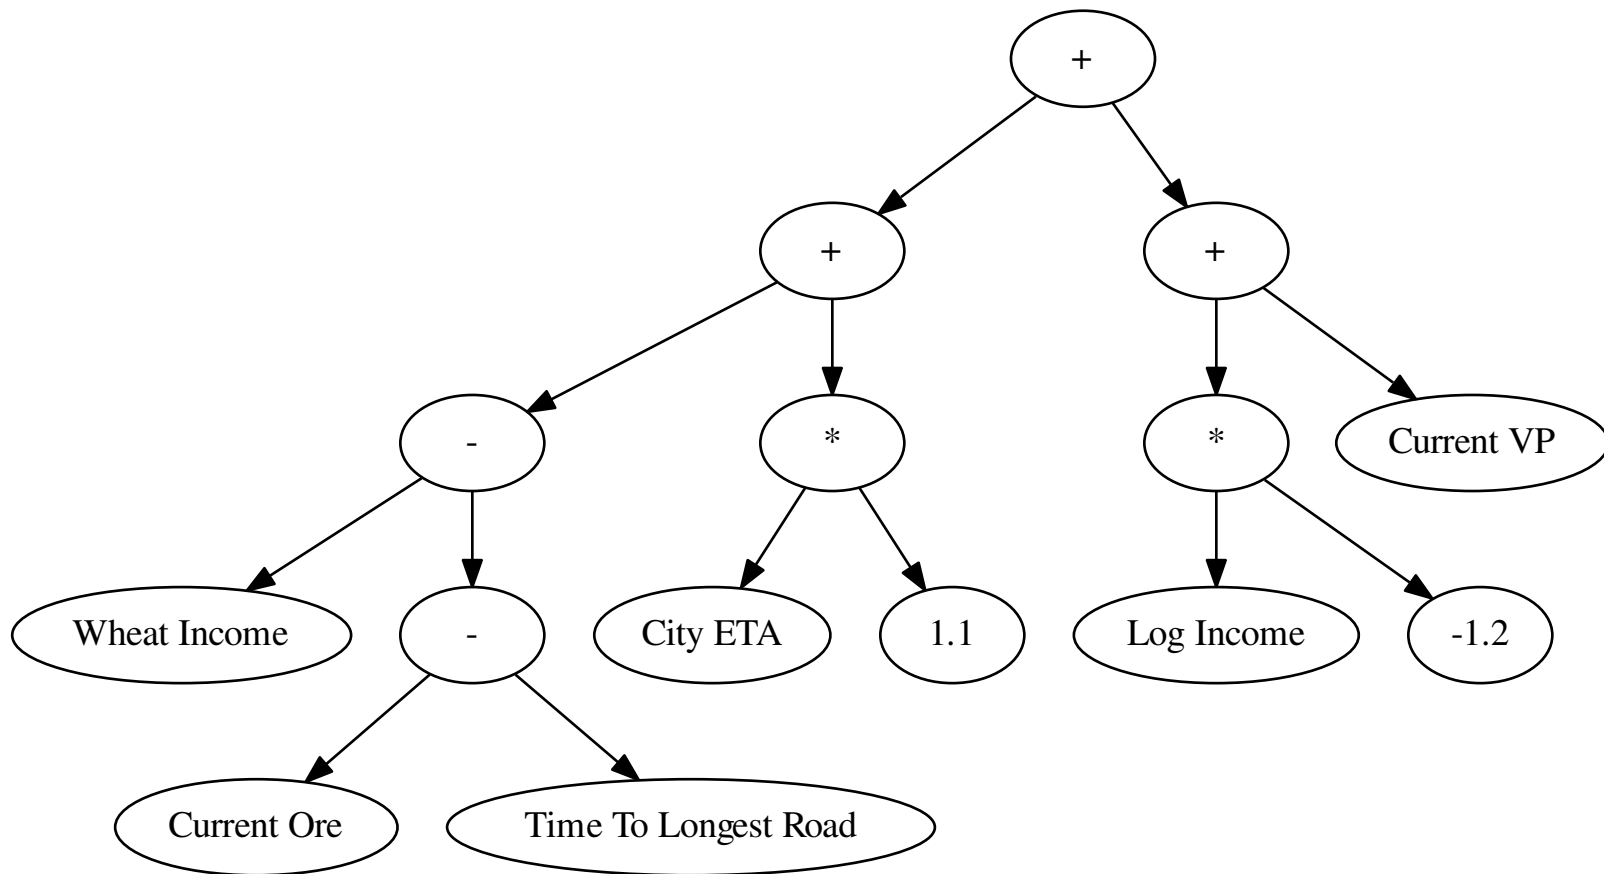 +
+
+
-
*
*
Current VP
Wheat Income
-
City ETA
1.1
Log Income
-1.2
Current Ore
Time To Longest Road